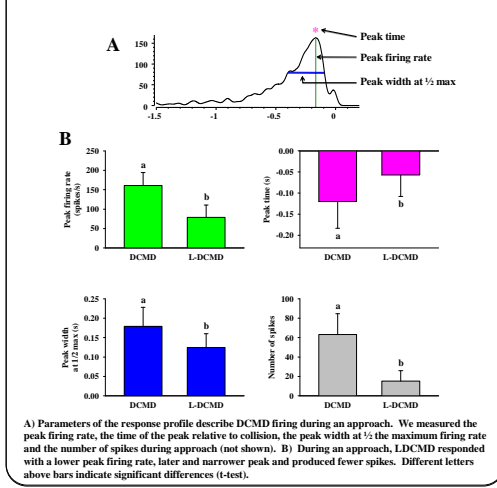 A
*
Peak time
Peak firing rate
Peak width at ½ max
150
100
50
0
-1.5
-1.0
-0.5
0
B
Peak firing rate
(spikes/s)
250
200
150
100
50
0
a
b
DCMD
L-DCMD
Peak time (s)
0.00
-0.05
-0.10
-0.15
-0.20
a
b
DCMD
L-DCMD
Peak width
at 1/2 max (s)
0.25
0.20
0.15
0.10
0.05
0.00
a
b
DCMD
L-DCMD
Number of spikes
100
80
60
40
20
0
a
b
DCMD
L-DCMD
A) Parameters of the response profile describe DCMD firing during an approach. We measured the
peak firing rate, the time of the peak relative to collision, the peak width at ½ the maximum firing rate
and the number of spikes during approach (not shown). B) During an approach, LDCMD responded
with a lower peak firing rate, later and narrower peak and produced fewer spikes. Different letters
above bars indicate significant differences (t-test).